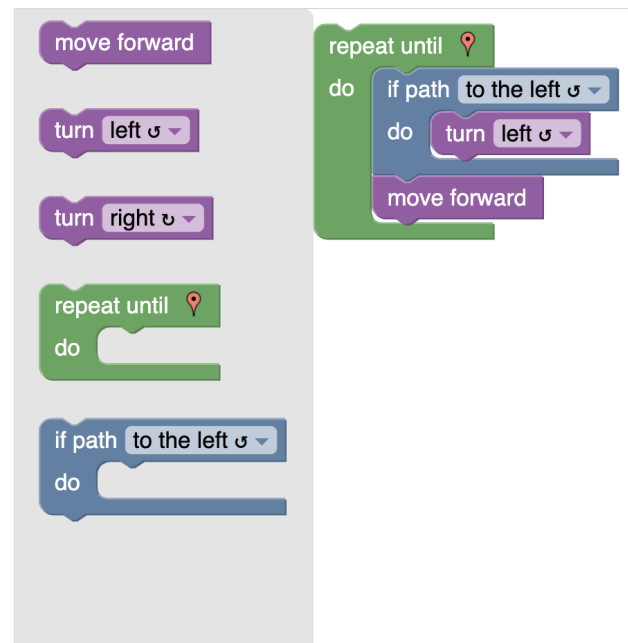 move forward
turn left ↺
turn right ↻
repeat until
do
if path to the left ↺
do
repeat until
do
if path to the left ↺
do
turn left ↺
move forward